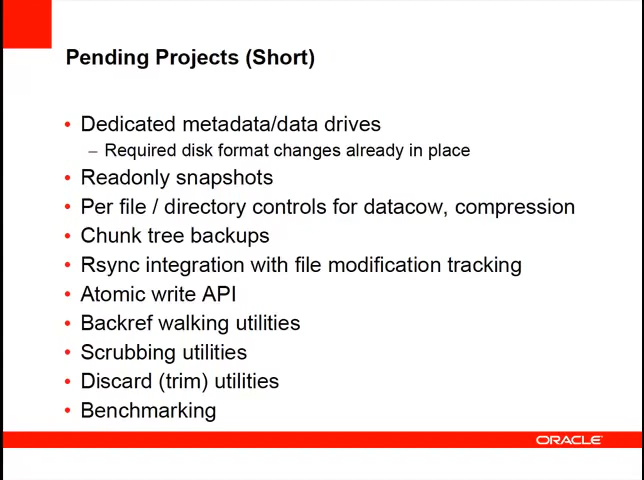 Pending Projects (Short)
• Dedicated metadata/data drives
– Required disk format changes already in place
• Readonly snapshots
• Per file / directory controls for datacow, compression
• Chunk tree backups
• Rsync integration with file modification tracking
• Atomic write API
• Backref walking utilities
• Scrubbing utilities
• Discard (trim) utilities
• Benchmarking
ORACLE